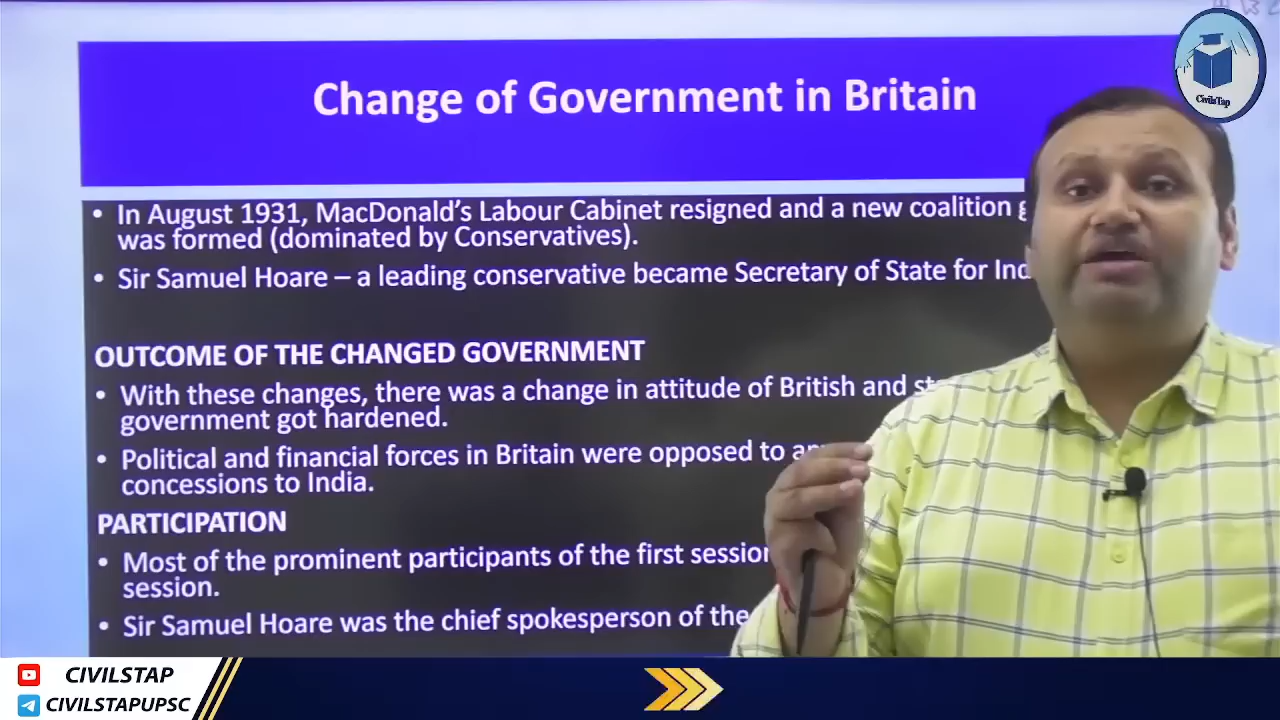 Change of Government in Britain
CivilsTap
• In August 1931, MacDonald's Labour Cabinet resigned and a new coalition
was formed (dominated by Conservatives).
• Sir Samuel Hoare – a leading conservative became Secretary of State for
OUTCOME OF THE CHANGED GOVERNMENT
• With these changes, there was a change in attitude of British and
government got hardened.
• Political and financial forces in Britain were opposed to
concessions to India.
PARTICIPATION
• Most of the prominent participants of the first
session.
• Sir Samuel Hoare was the chief spokesperson of the
CIVILSTAP
CIVILSTAPUPSC